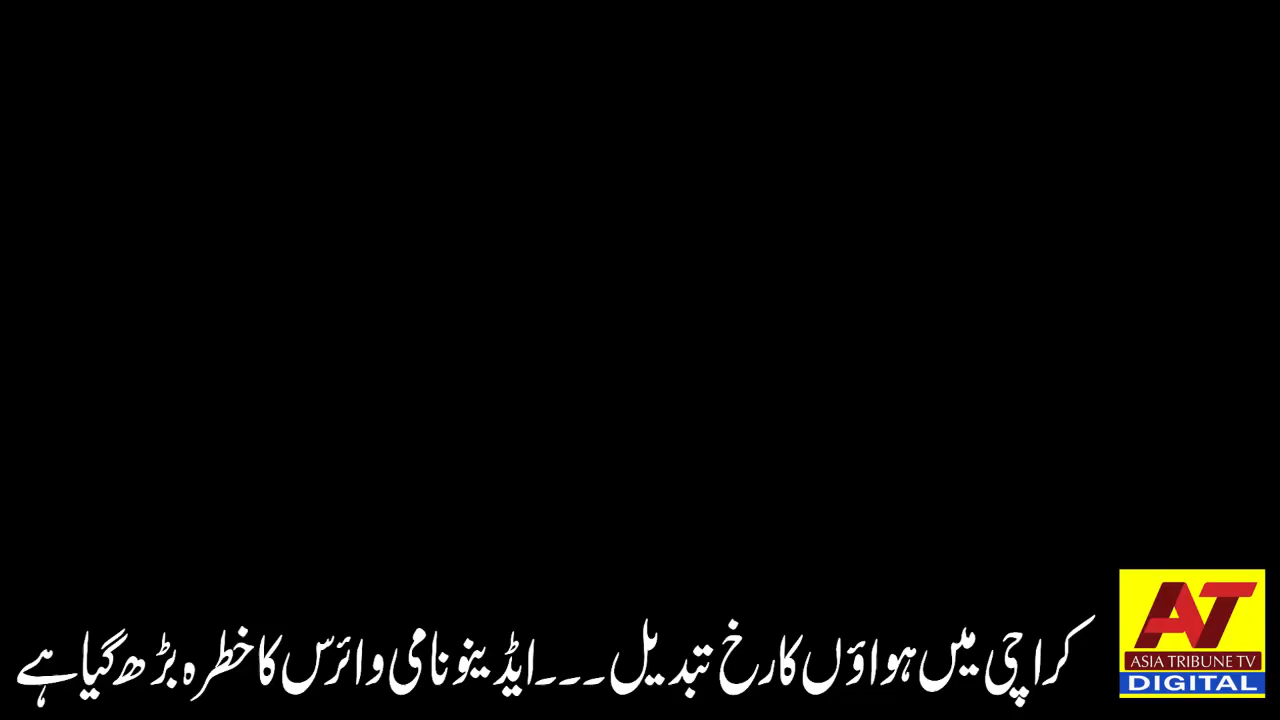 کراچی میں ہواؤں کا رخ تبدیل۔۔۔ایڈینو نامی وائرس کا خطرہ بڑھ گیا ہے
AT
ASIA TRIBUNE TV
DIGITAL